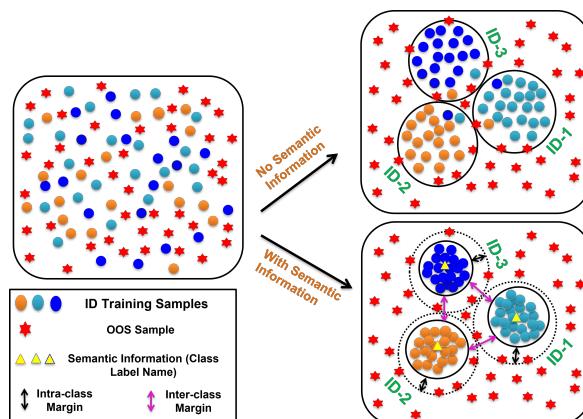 No Semantic
Information
With Semantic
Information
ID-3
ID-1
ID-2
ID-3
ID-1
ID-2
ID Training Samples
OOS Sample
Semantic Information (Class
Label Name)
Intra-class
Margin
Inter-class
Margin